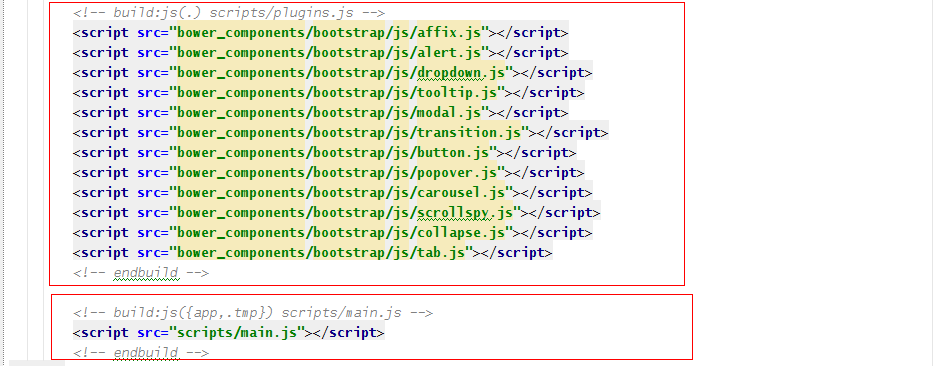 <!-- build:js(.) scripts/plugins.js -->
<script src="bower_components/bootstrap/js/affix.js"></script>
<script src="bower_components/bootstrap/js/alert.js"></script>
<script src="bower_components/bootstrap/js/dropdown.js"></script>
<script src="bower_components/bootstrap/js/tooltip.js"></script>
<script src="bower_components/bootstrap/js/modal.js"></script>
<script src="bower_components/bootstrap/js/transition.js"></script>
<script src="bower_components/bootstrap/js/button.js"></script>
<script src="bower_components/bootstrap/js/popover.js"></script>
<script src="bower_components/bootstrap/js/carousel.js"></script>
<script src="bower_components/bootstrap/js/scrollspy.js"></script>
<script src="bower_components/bootstrap/js/collapse.js"></script>
<script src="bower_components/bootstrap/js/tab.js"></script>
<!-- endbuild -->
<!-- build:js({app,.tmp}) scripts/main.js -->
<script src="scripts/main.js"></script>
<!-- endbuild -->